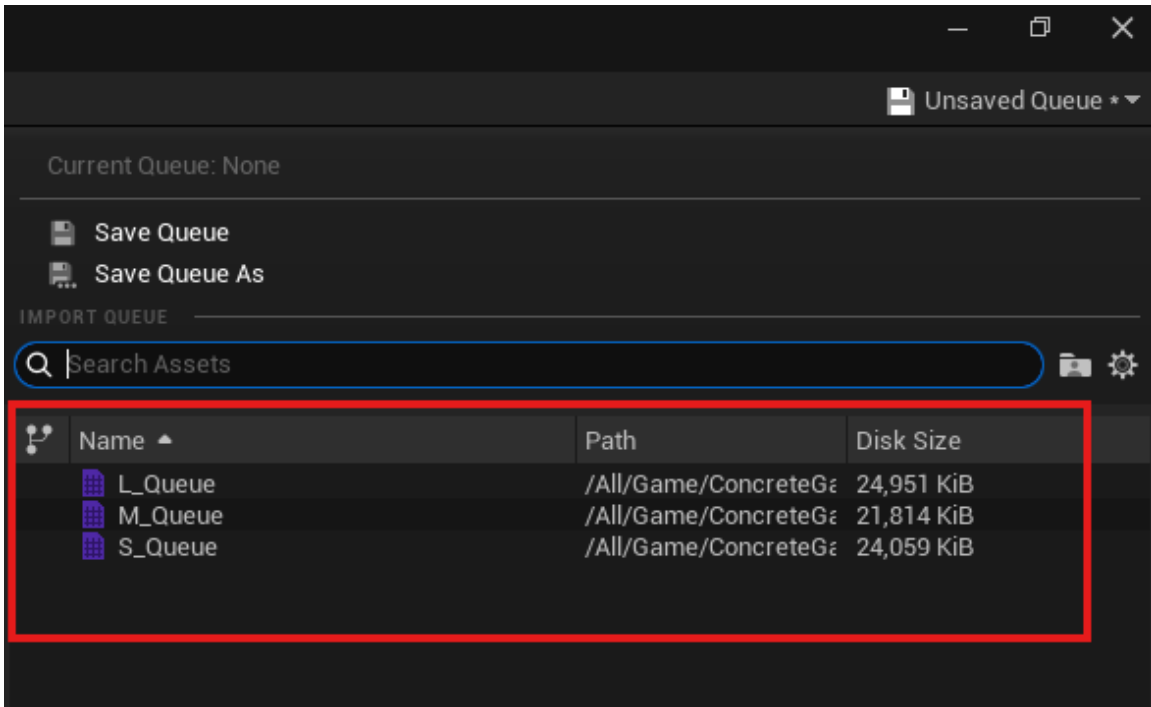 Unsaved Queue *
Current Queue: None
Save Queue
Save Queue As
IMPORT QUEUE
Search Assets
Name Path Disk Size
L_Queue /All/Game/ConcreteGa 24,951 KiB
M_Queue /All/Game/ConcreteGa 21,814 KiB
S_Queue /All/Game/ConcreteGa 24,059 KiB